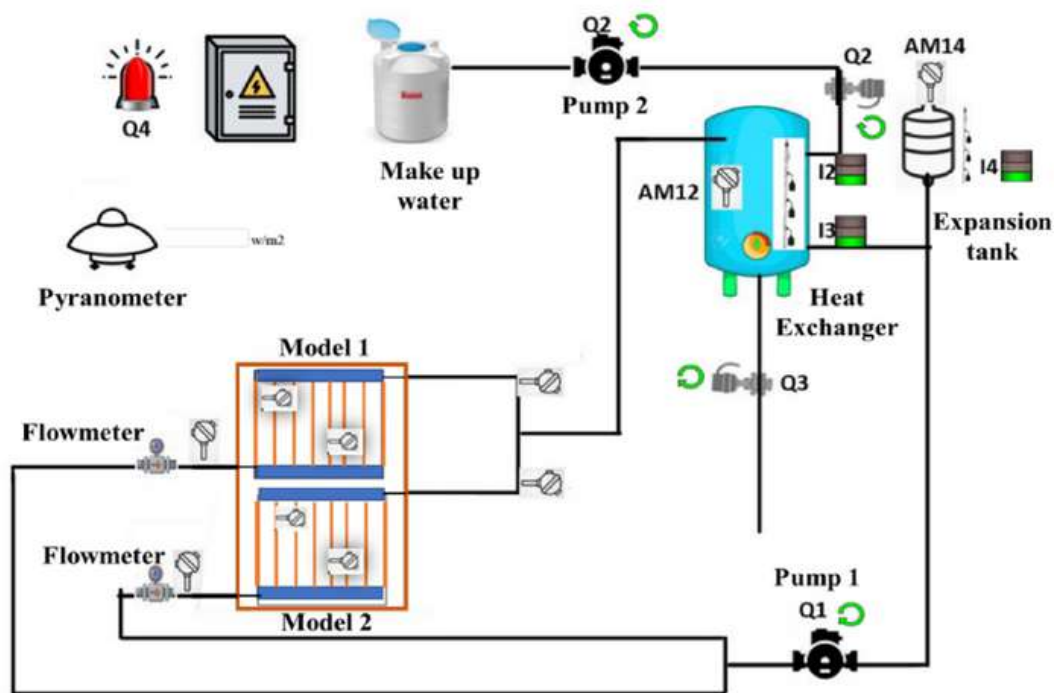 Q2
Q2
AM14
Q4
Pump 2
Make up
water
AM12
I2
I4
I3
Expansion
tank
w/m2
Pyranometer
Heat
Exchanger
Model 1
Q3
Flowmeter
Flowmeter
Pump 1
Q1
Model 2